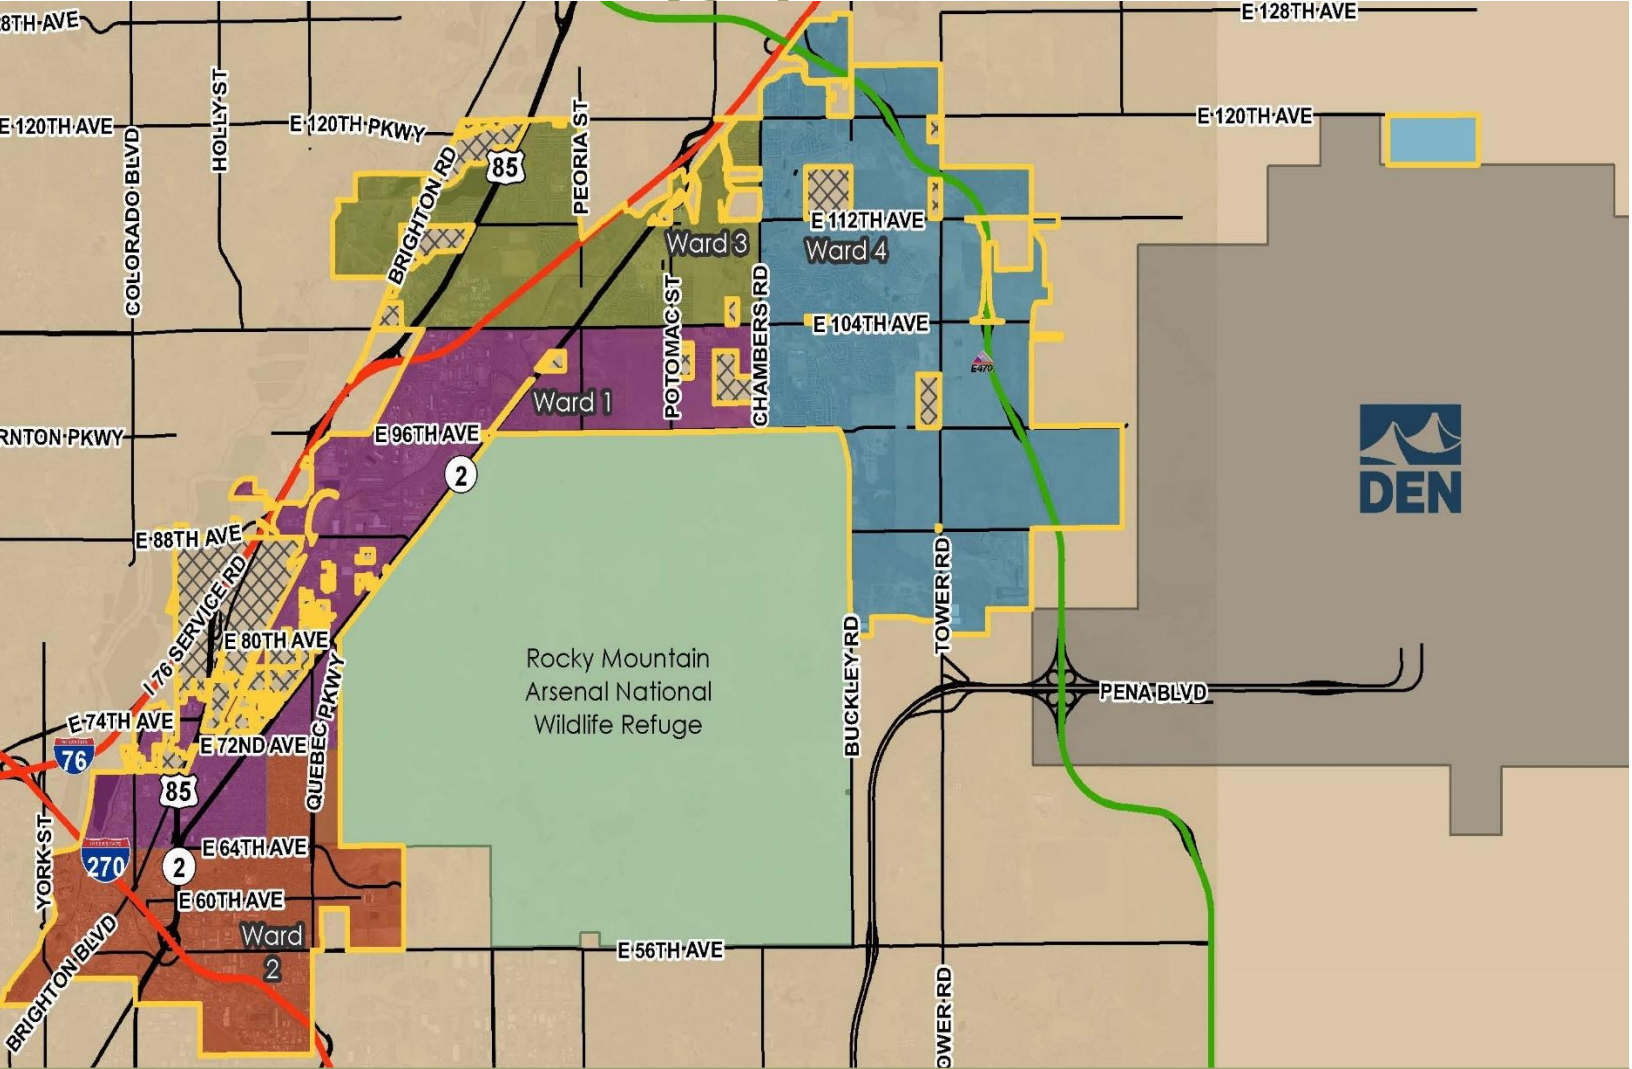 8TH AVE
E 128TH AVE
HOLLY ST
E 120TH AVE
E 120TH PKWY
PEORIA ST
E 120TH AVE
COLORADO BLVD
BRIGHTON RD
85
E 112TH AVE
Ward 3
Ward 4
POTOMAC ST
CHAMBERS RD
E 104TH AVE
E470
Ward 1
RNTON PKWY
E 96TH AVE
2
DEN
E 88TH AVE
I 76 SERVICE RD
TOWER RD
E 80TH AVE
QUEBEC PKWY
Rocky Mountain
Arsenal National
Wildlife Refuge
BUCKLEY RD
PENA BLVD
E 74TH AVE
INTERSTATE
76
E 72ND AVE
85
YORK ST
INTERSTATE
270
2
E 64TH AVE
E 60TH AVE
BRIGHTON BLVD
Ward
2
E 56TH AVE
OWER RD